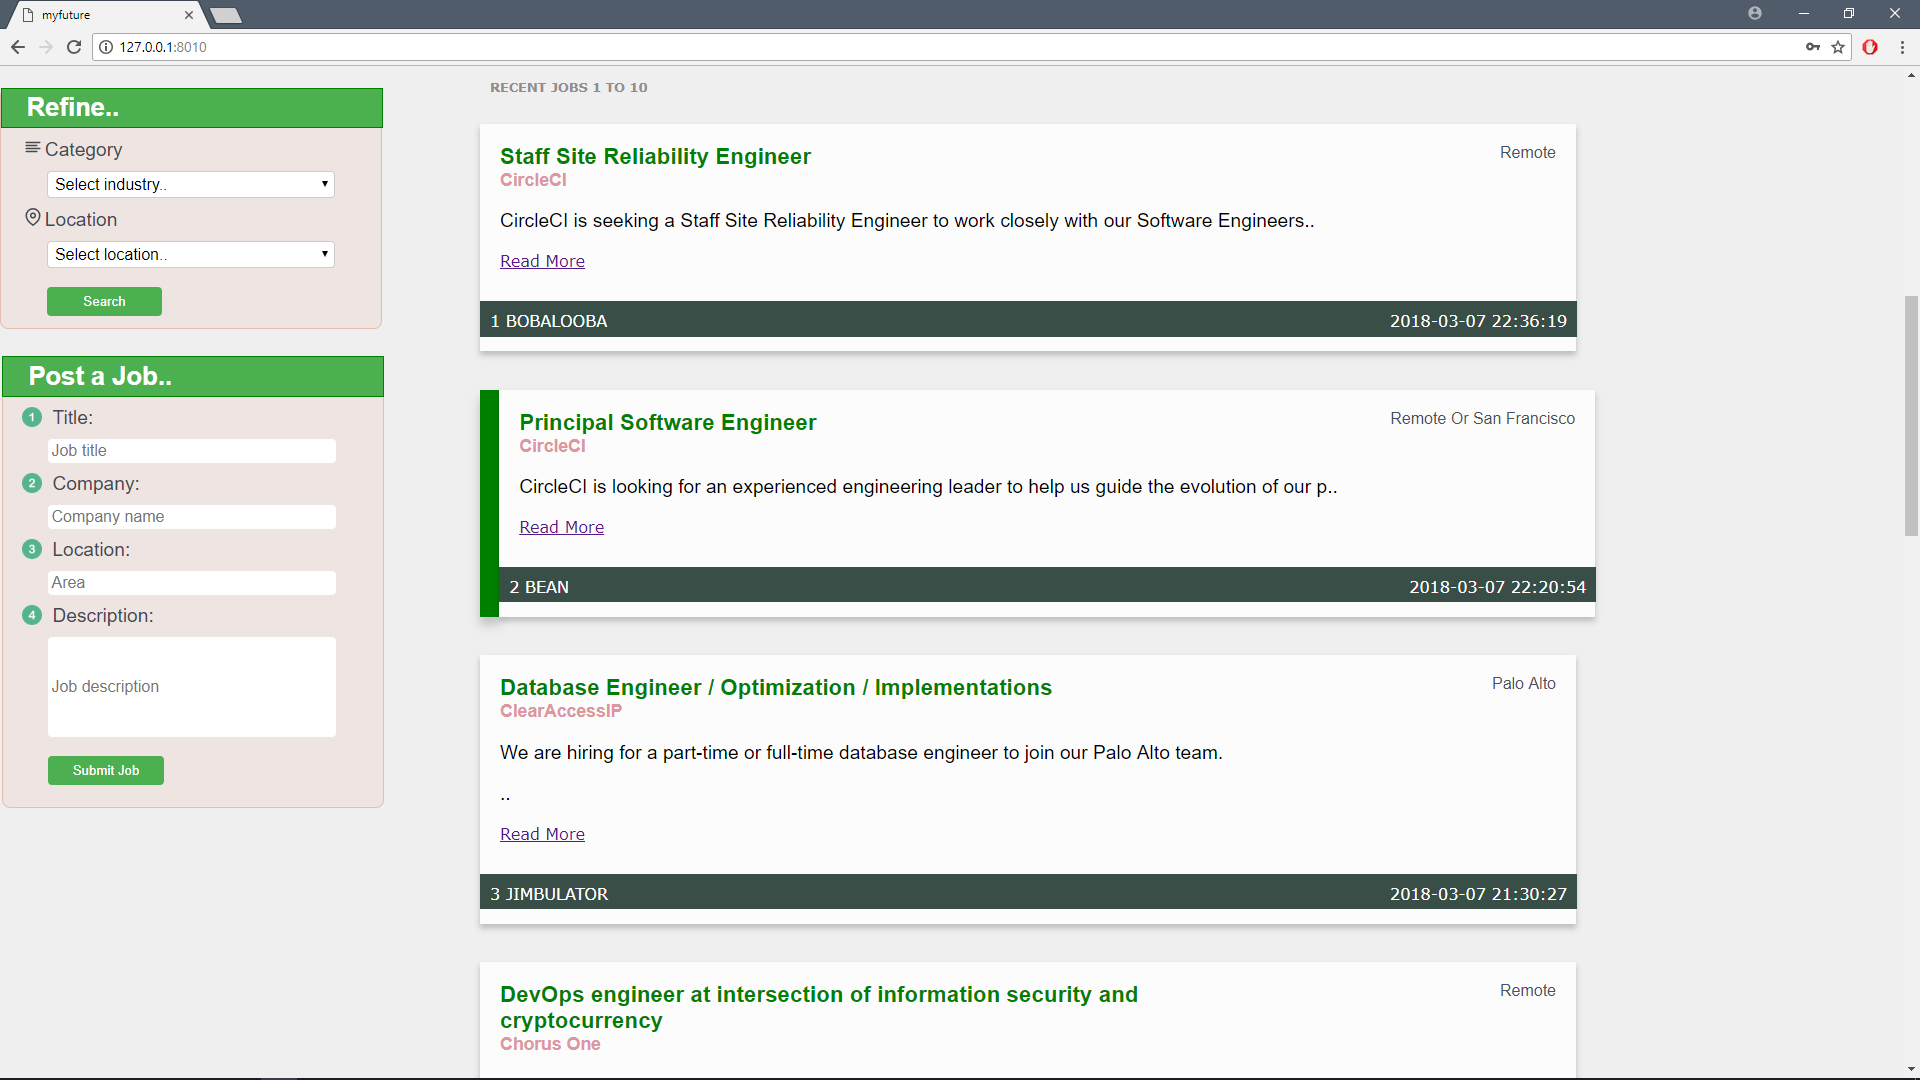 myfuture
127.0.0.1:8010
Refine..
Category
Select industry..
Location
Select location..
Search
Post a Job..
1 Title:
Job title
2 Company:
Company name
3 Location:
Area
4 Description:
Job description
Submit Job
RECENT JOBS 1 TO 10
Staff Site Reliability Engineer
Remote
CircleCI
CircleCI is seeking a Staff Site Reliability Engineer to work closely with our Software Engineers..
Read More
1 BOBALOOBA
2018-03-07 22:36:19
Principal Software Engineer
Remote Or San Francisco
CircleCI
CircleCI is looking for an experienced engineering leader to help us guide the evolution of our p..
Read More
2 BEAN
2018-03-07 22:20:54
Database Engineer / Optimization / Implementations
Palo Alto
ClearAccessIP
We are hiring for a part-time or full-time database engineer to join our Palo Alto team.
..
Read More
3 JIMBULATOR
2018-03-07 21:30:27
DevOps engineer at intersection of information security and
cryptocurrency
Remote
Chorus One